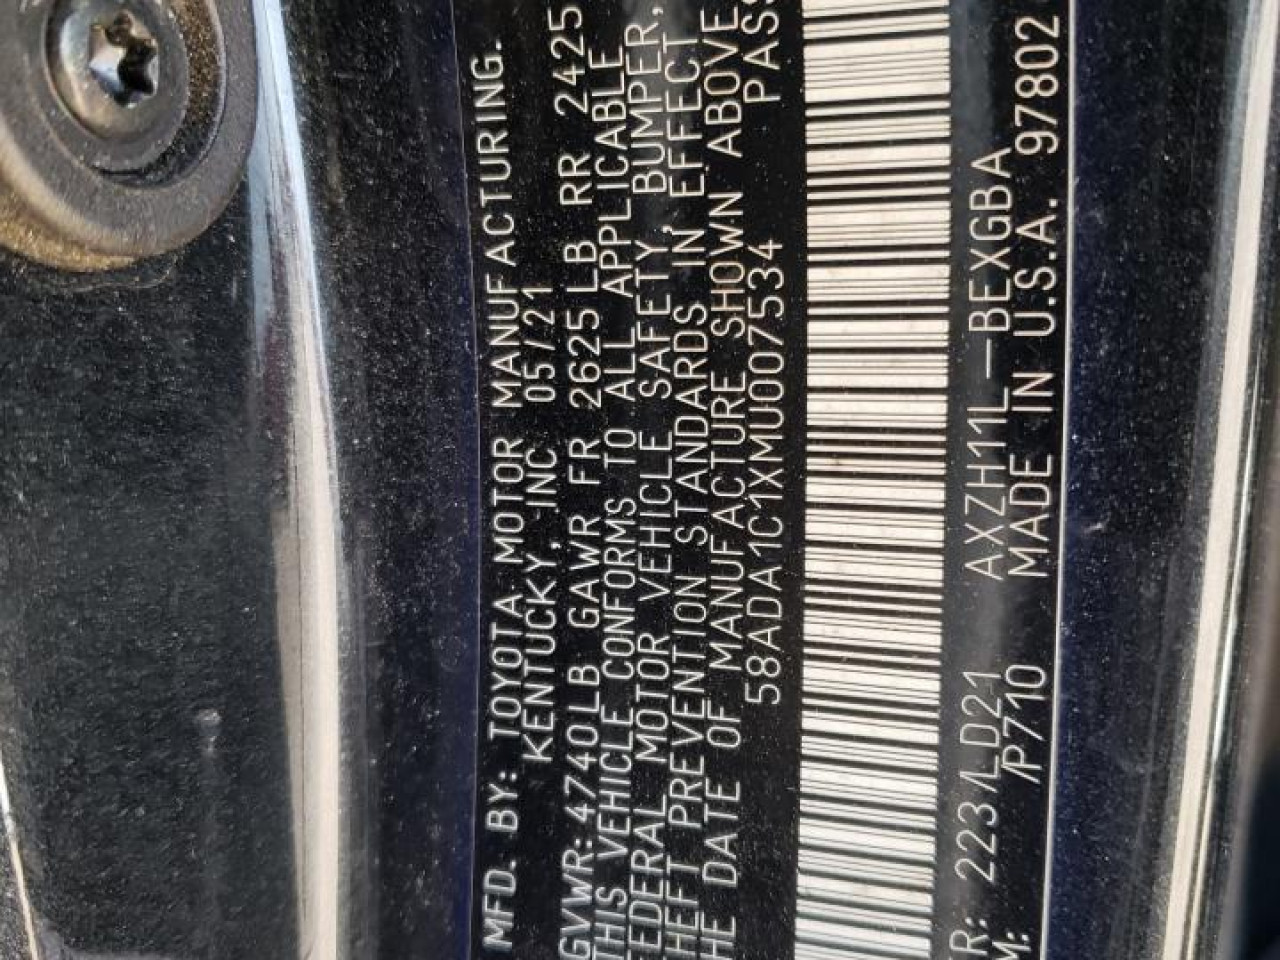 MFD. BY: TOYOTA MOTOR MANUFACTURING.
KENTUCKY, INC 05/21
GVWR: 4740LB GAWR FR 2625LB RR 2425
THIS VEHICLE CONFORMS TO ALL APPLICABLE
FEDERAL MOTOR VEHICLE SAFETY, BUMPER,
THEFT PREVENTION STANDARDS IN EFFECT
HE DATE OF MANUFACTURE SHOWN ABOVE.
58ADA1C1XMU007534 PASS
R: 223/LD21 AXZH11L-BEXGBA
M: /P710 MADE IN U.S.A. 97802